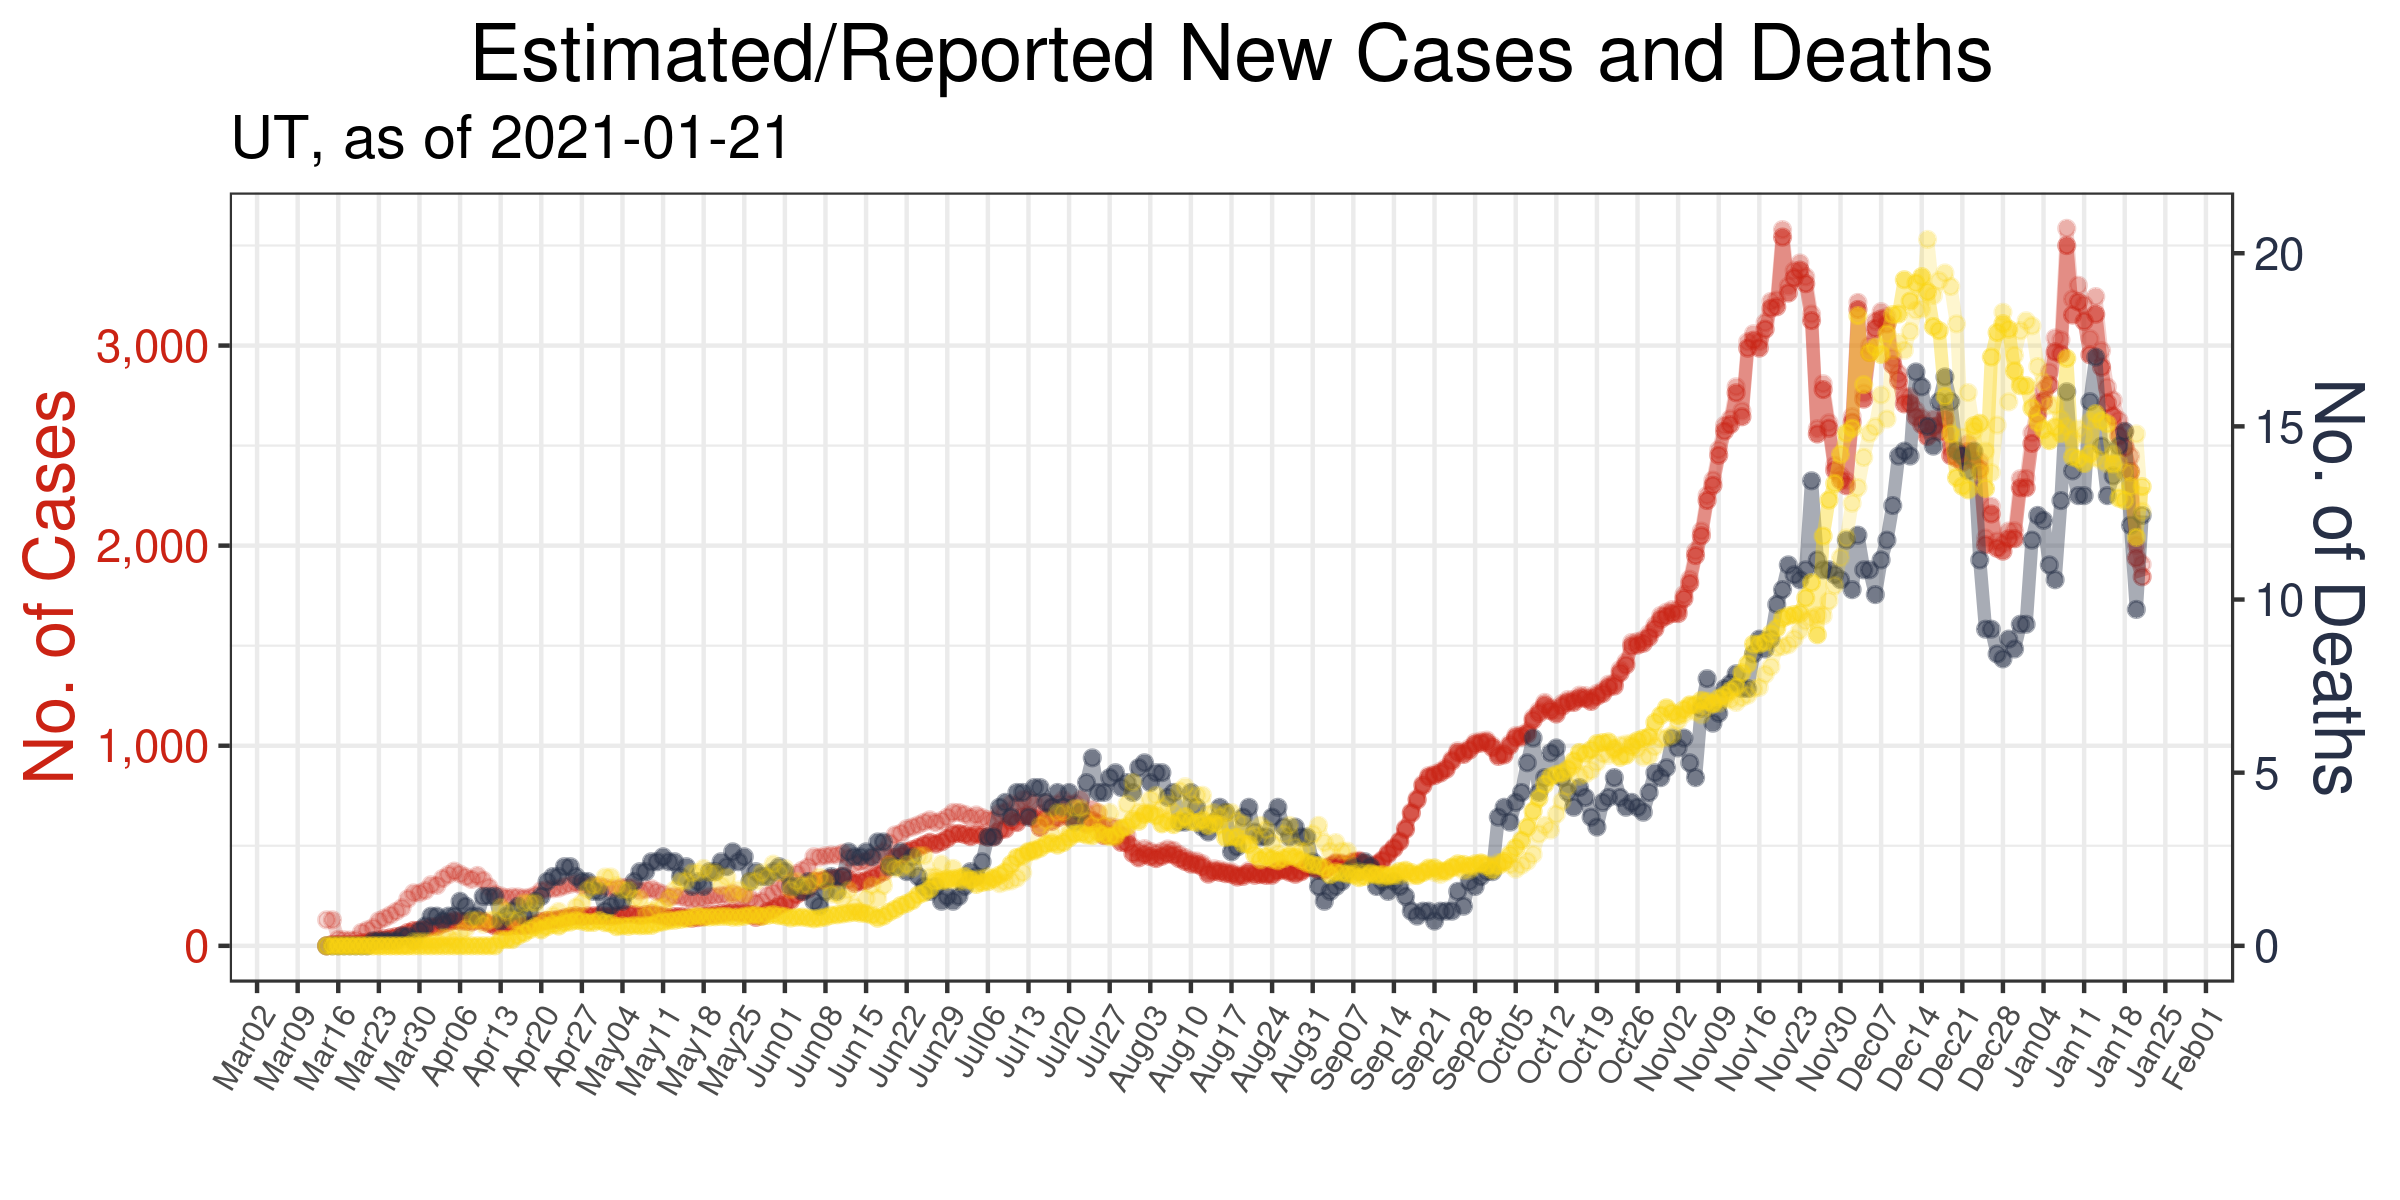 Estimated/Reported New Cases and Deaths
UT, as of 2021-01-21
No. of Cases
3,000
2,000
1,000
0
20
15
10
5
0
No. of Deaths
Mar02 Mar09 Mar16 Mar23 Mar30 Apr06 Apr13 Apr20 Apr27 May04 May11 May18 May25 Jun01 Jun08 Jun15 Jun22 Jun29 Jul06 Jul13 Jul20 Jul27 Aug03 Aug10 Aug17 Aug24 Aug31 Sep07 Sep14 Sep21 Sep28 Oct05 Oct12 Oct19 Oct26 Nov02 Nov09 Nov16 Nov23 Nov30 Dec07 Dec14 Dec21 Dec28 Jan04 Jan11 Jan18 Jan25 Feb01